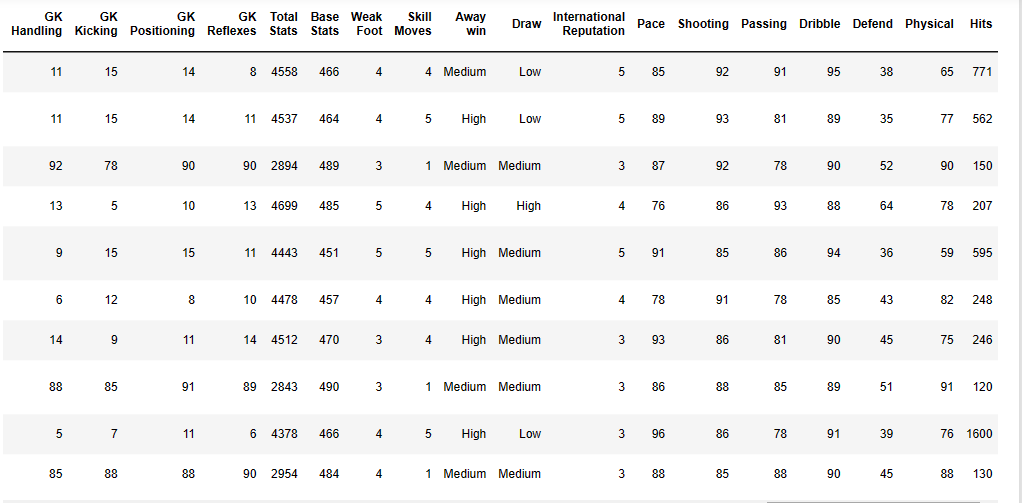 GK Handling GK Kicking GK Positioning GK Reflexes Total Stats Base Stats Weak Foot Skill Moves Away win Draw International Reputation Pace Shooting Passing Dribble Defend Physical Hits
11 15 14 8 4558 466 4 4 Medium Low 5 85 92 91 95 38 65 771
11 15 14 11 4537 464 4 5 High Low 5 89 93 81 89 35 77 562
92 78 90 90 2894 489 3 1 Medium Medium 3 87 92 78 90 52 90 150
13 5 10 13 4699 485 5 4 High High 4 76 86 93 88 64 78 207
9 15 15 11 4443 451 5 5 High Medium 5 91 85 86 94 36 59 595
6 12 8 10 4478 457 4 4 High Medium 4 78 91 78 85 43 82 248
14 9 11 14 4512 470 3 4 High Medium 3 93 86 81 90 45 75 246
88 85 91 89 2843 490 3 1 Medium Medium 3 86 88 85 89 51 91 120
5 7 11 6 4378 466 4 5 High Low 3 96 86 78 91 39 76 1600
85 88 88 90 2954 484 4 1 Medium Medium 3 88 85 88 90 45 88 130